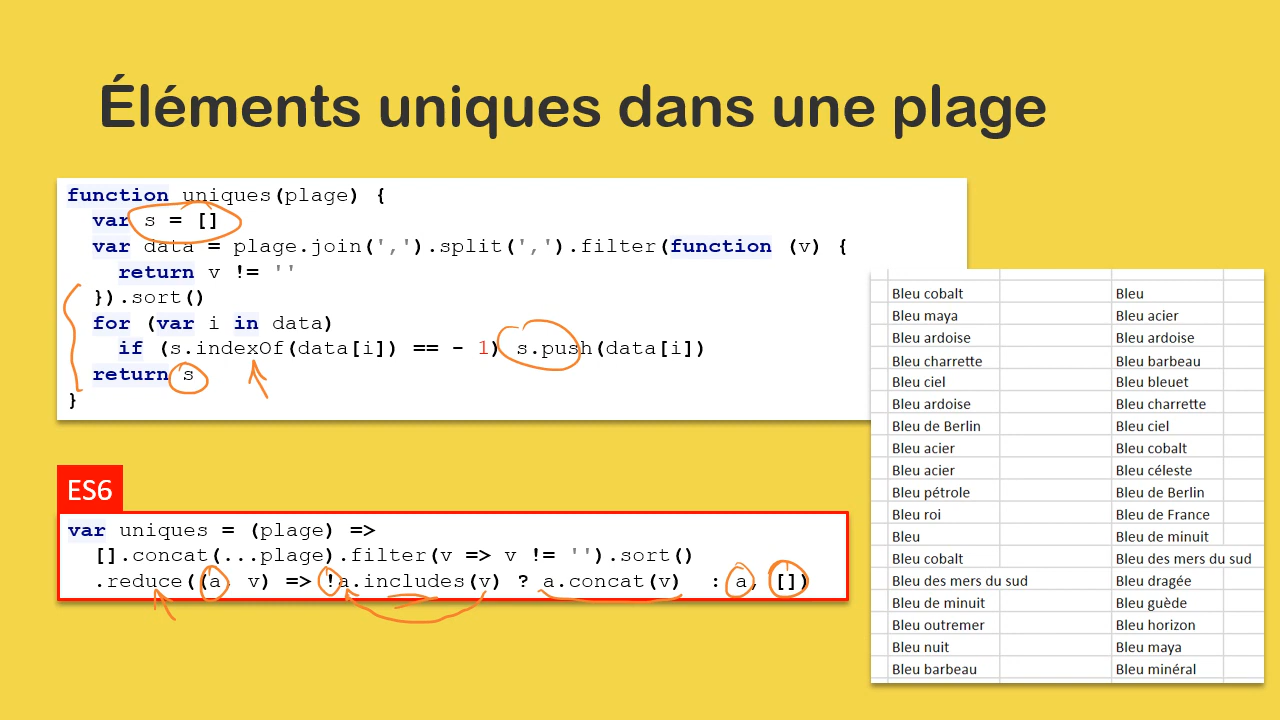 Éléments uniques dans une plage
function uniques(plage) {
var s = []
var data = plage.join(',').split(',').filter(function (v) {
return v != ''
}).sort()
for (var i in data)
if (s.indexOf(data[i]) == - 1) s.push(data[i])
return s
}
ES6
var uniques = (plage) =>
[].concat(...plage).filter(v => v != '').sort()
.reduce((a, v) => !a.includes(v) ? a.concat(v) : a, [])
Bleu cobalt Bleu
Bleu maya Bleu acier
Bleu ardoise Bleu ardoise
Bleu charrette Bleu barbeau
Bleu ciel Bleu bleuet
Bleu ardoise Bleu charrette
Bleu de Berlin Bleu ciel
Bleu acier Bleu cobalt
Bleu acier Bleu céleste
Bleu pétrole Bleu de Berlin
Bleu roi Bleu de France
Bleu Bleu de minuit
Bleu cobalt Bleu des mers du sud
Bleu des mers du sud Bleu dragée
Bleu de minuit Bleu guède
Bleu outremer Bleu horizon
Bleu nuit Bleu maya
Bleu barbeau Bleu minéral